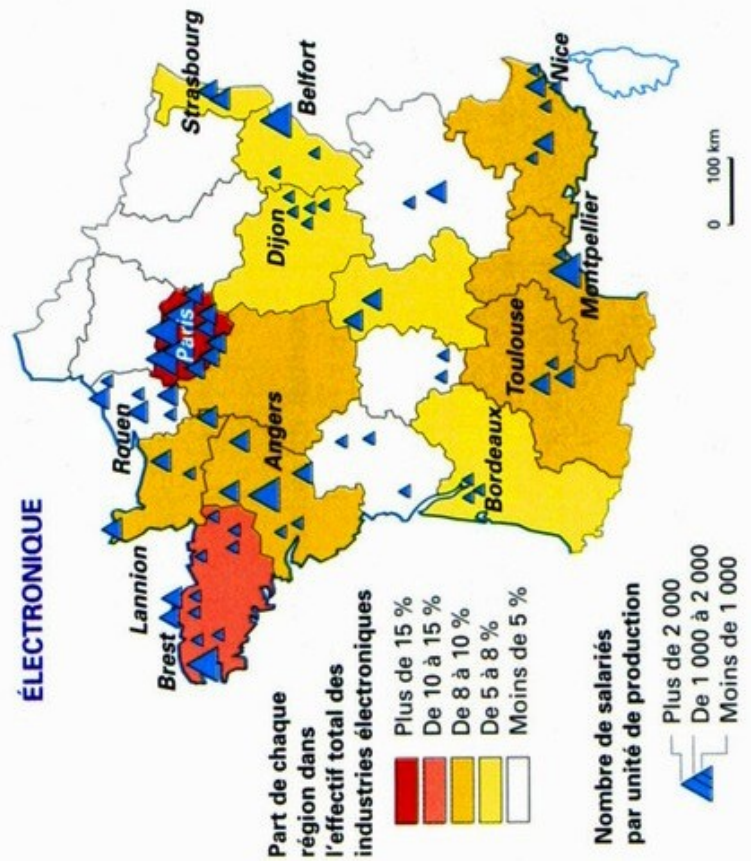 ÉLECTRONIQUE
Lannion
Brest
Rouen
Paris
Strasbourg
Angers
Dijon
Belfort
Bordeaux
Toulouse
Montpellier
Nice
Part de chaque
région dans
l'effectif total des
industries électroniques
Plus de 15 %
De 10 à 15 %
De 8 à 10 %
De 5 à 8 %
Moins de 5 %
Nombre de salariés
par unité de production
Plus de 2 000
De 1 000 à 2 000
Moins de 1 000
0 100 km